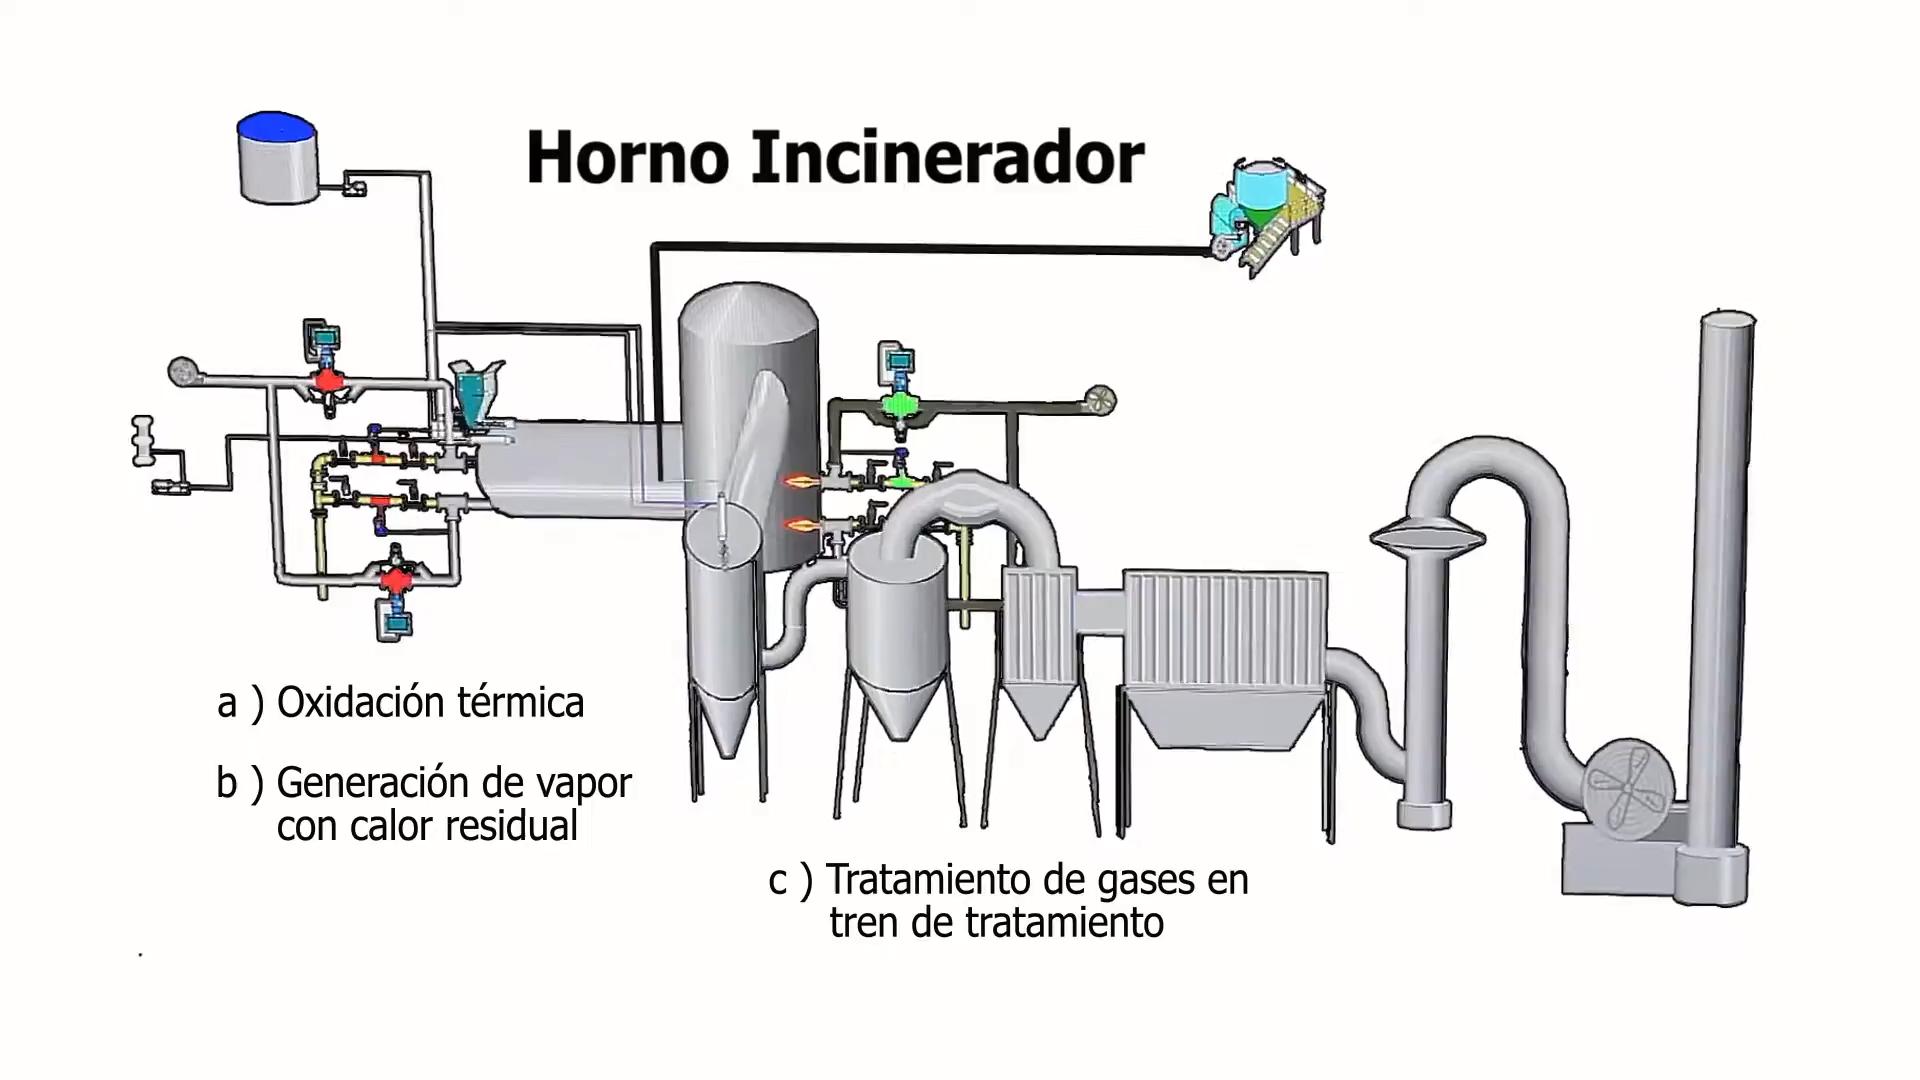 Horno Incinerador
a ) Oxidación térmica
b ) Generación de vapor
con calor residual
c ) Tratamiento de gases en
tren de tratamiento